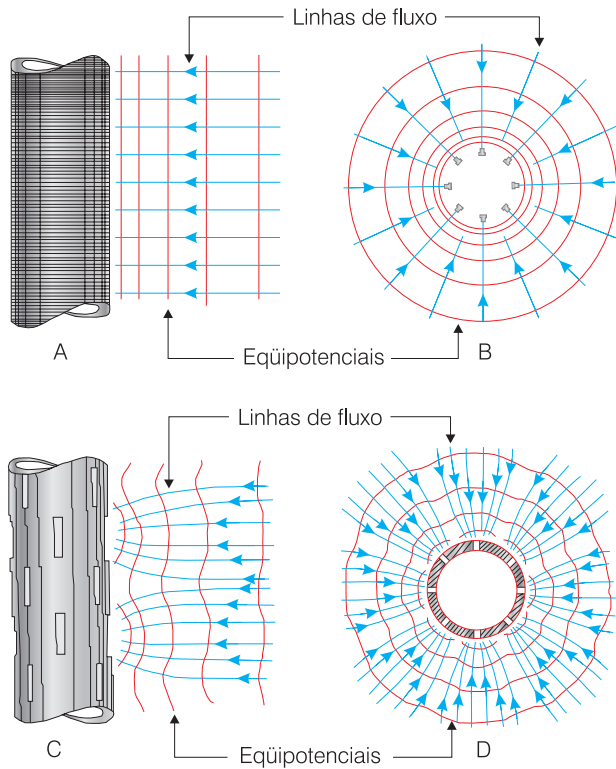 Linhas de fluxo
A
B
Eqüipotenciais
Linhas de fluxo
C
D
Eqüipotenciais